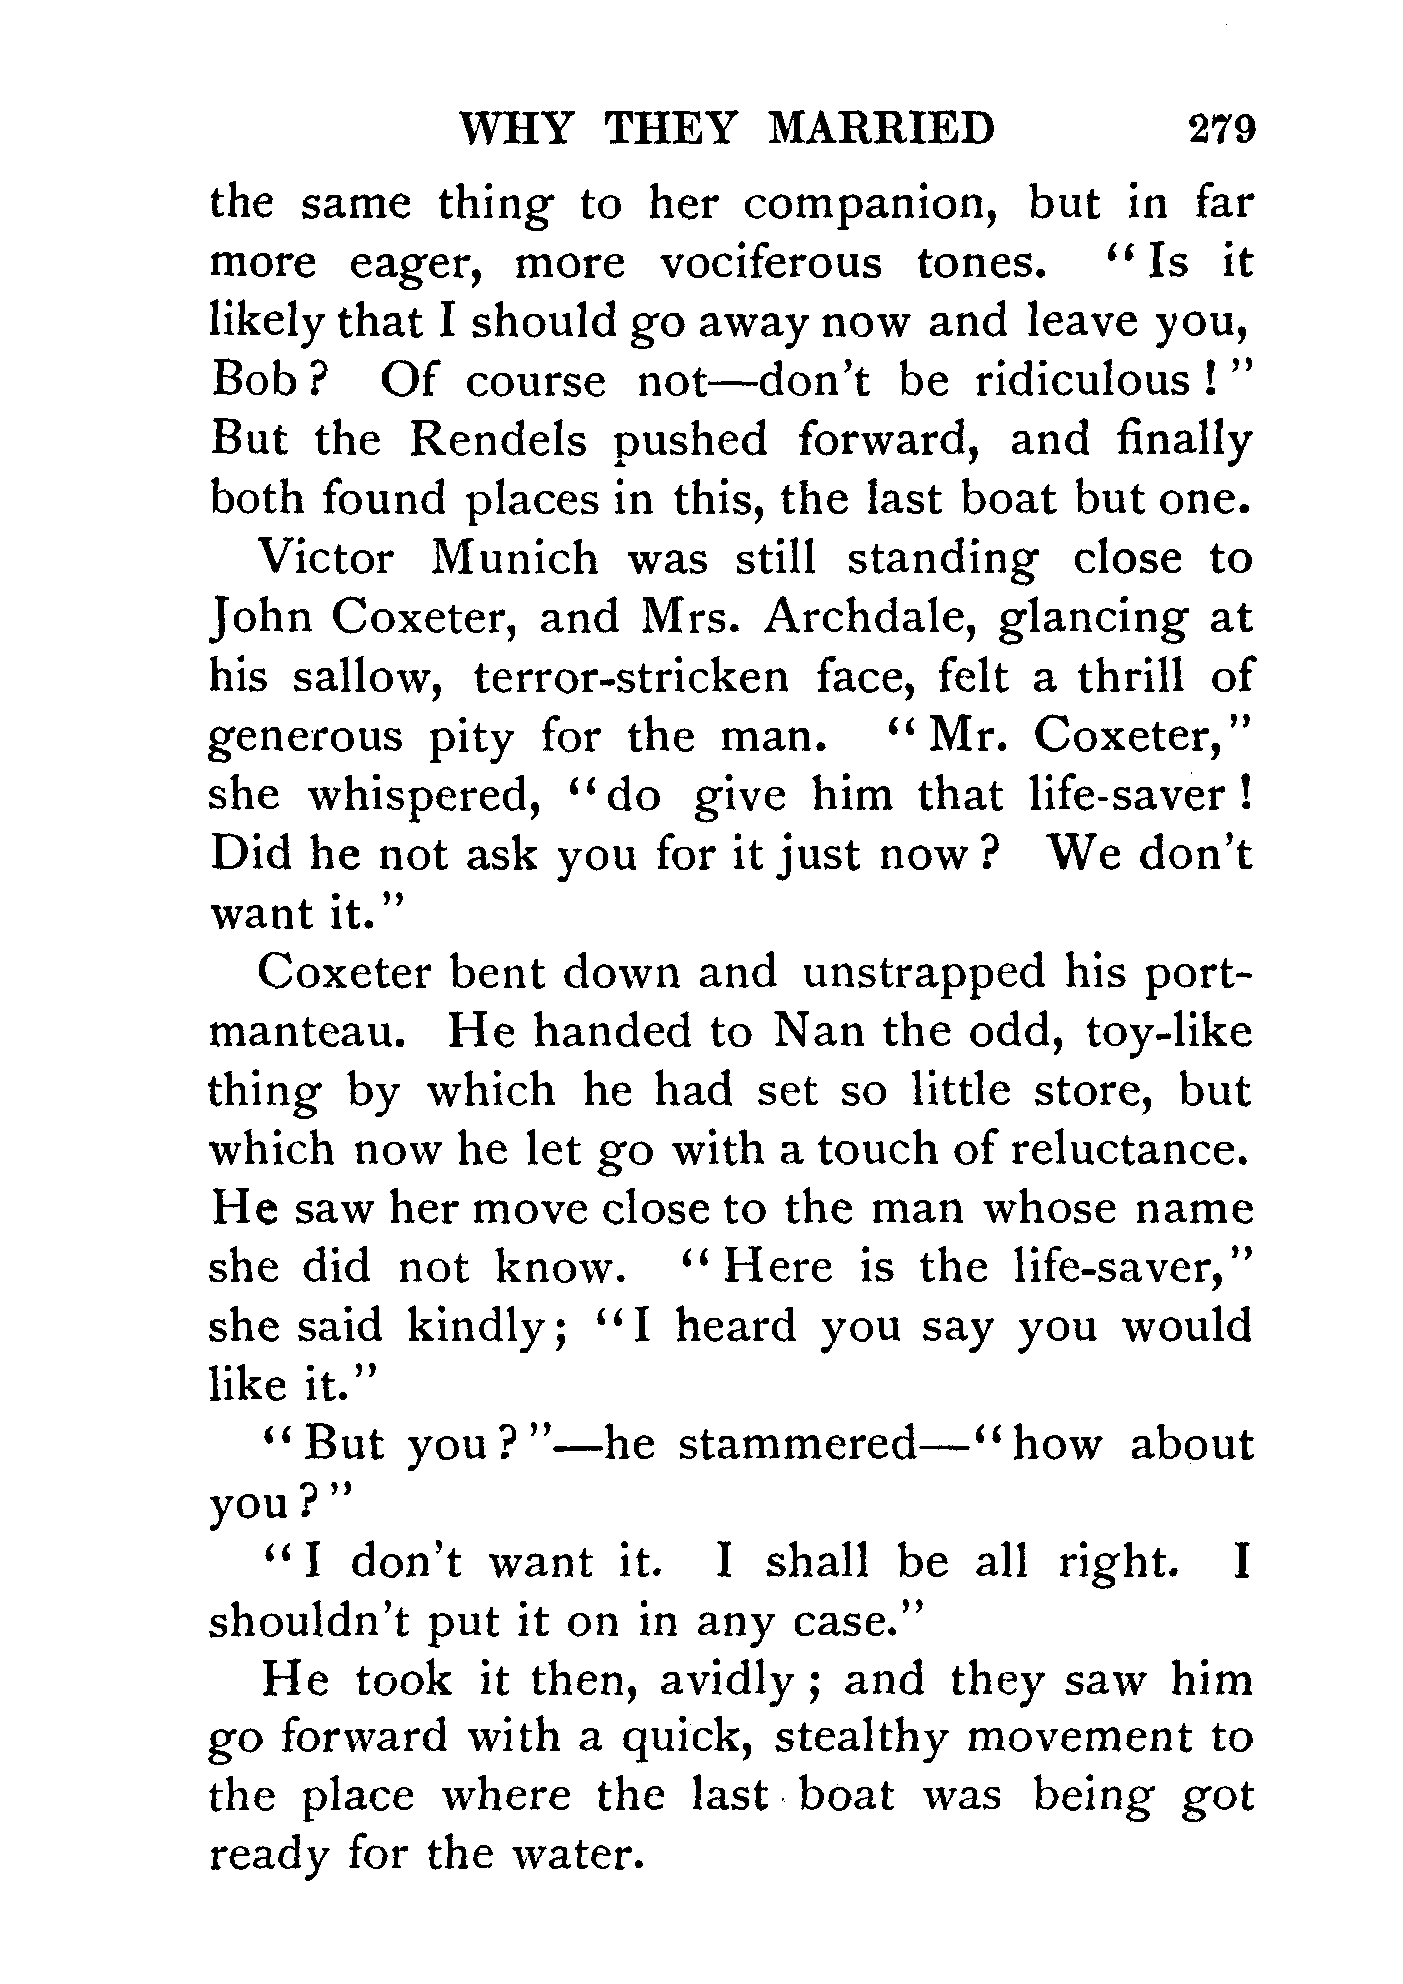 WHY THEY MARRIED 279
the same thing to her companion, but in far
more eager, more vociferous tones. "Is it
likely that I should go away now and leave you,
Bob? Of course not—don't be ridiculous!"
But the Rendels pushed forward, and finally
both found places in this, the last boat but one.
Victor Munich was still standing close to
John Coxeter, and Mrs. Archdale, glancing at
his sallow, terror-stricken face, felt a thrill of
generous pity for the man. "Mr. Coxeter,"
she whispered, "do give him that life-saver!
Did he not ask you for it just now? We don't
want it."
Coxeter bent down and unstrapped his port-
manteau. He handed to Nan the odd, toy-like
thing by which he had set so little store, but
which now he let go with a touch of reluctance.
He saw her move close to the man whose name
she did not know. "Here is the life-saver,"
she said kindly; "I heard you say you would
like it."
"But you?"—he stammered—"how about
you?"
"I don't want it. I shall be all right. I
shouldn't put it on in any case."
He took it then, avidly; and they saw him
go forward with a quick, stealthy movement to
the place where the last boat was being got
ready for the water.